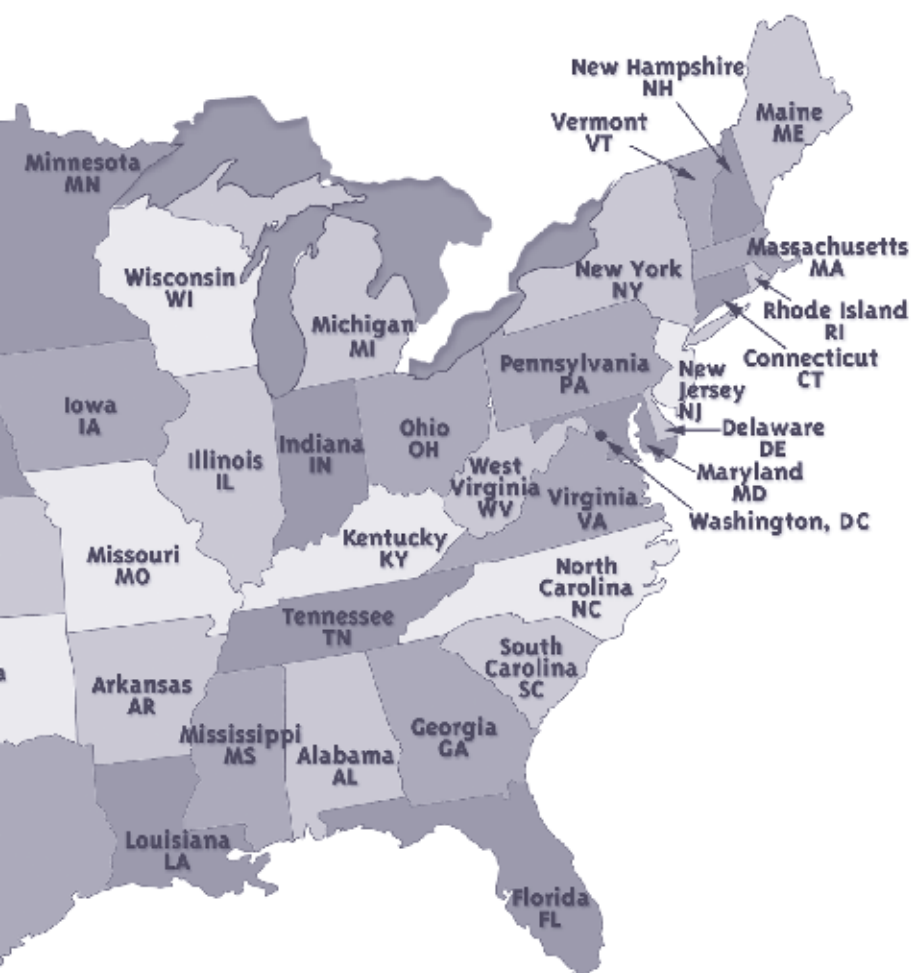 New Hampshire
NH
Maine
ME
Vermont
VT
Minnesota
MN
Massachusetts
MA
Wisconsin
WI
New York
NY
Rhode Island
RI
Michigan
MI
Connecticut
CT
Pennsylvania
PA
New
Jersey
NJ
Iowa
IA
Ohio
OH
Indiana
IN
Illinois
IL
Delaware
DE
West
Virginia
WV
Maryland
MD
Virginia
VA
Washington, DC
Kentucky
KY
Missouri
MO
North
Carolina
NC
Tennessee
TN
South
Carolina
SC
a
Arkansas
AR
Mississippi
MS
Georgia
GA
Alabama
AL
Louisiana
LA
Florida
FL